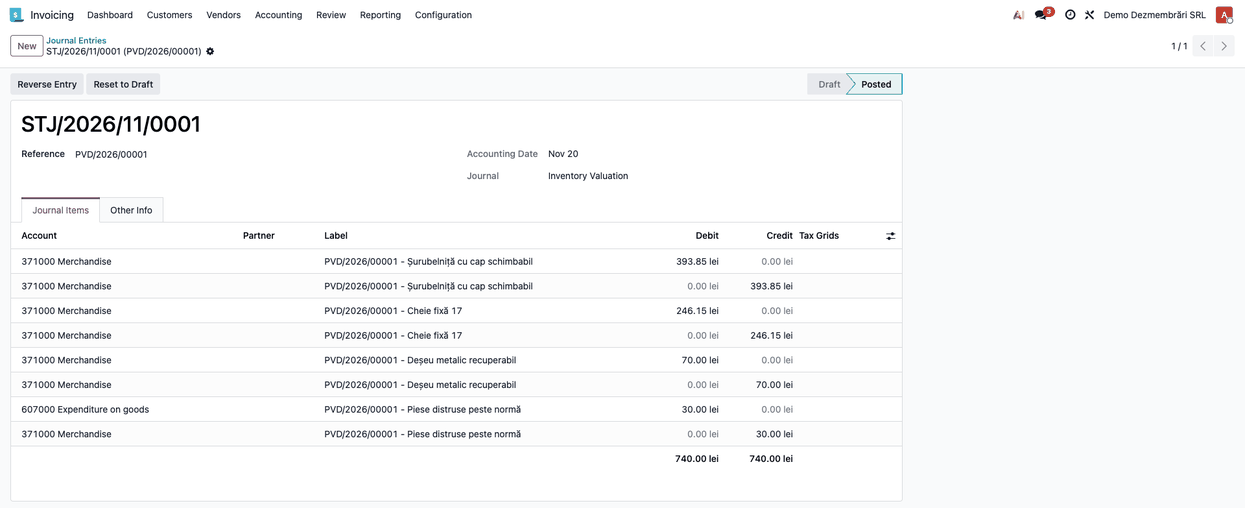 Invoicing Dashboard Customers Vendors Accounting Review Reporting Configuration 3 Demo Dezmembrări SRL A
New Journal Entries 1 / 1
STJ/2026/11/0001 (PVD/2026/00001)
Reverse Entry Reset to Draft Draft Posted
STJ/2026/11/0001
Reference PVD/2026/00001 Accounting Date Nov 20
Journal Inventory Valuation
Journal Items Other Info
Account Partner Label Debit Credit Tax Grids
371000 Merchandise PVD/2026/00001 - Șurubelniță cu cap schimbabil 393.85 lei 0.00 lei
371000 Merchandise PVD/2026/00001 - Șurubelniță cu cap schimbabil 0.00 lei 393.85 lei
371000 Merchandise PVD/2026/00001 - Cheie fixă 17 246.15 lei 0.00 lei
371000 Merchandise PVD/2026/00001 - Cheie fixă 17 0.00 lei 246.15 lei
371000 Merchandise PVD/2026/00001 - Deșeu metalic recuperabil 70.00 lei 0.00 lei
371000 Merchandise PVD/2026/00001 - Deșeu metalic recuperabil 0.00 lei 70.00 lei
607000 Expenditure on goods PVD/2026/00001 - Piese distruse peste normă 30.00 lei 0.00 lei
371000 Merchandise PVD/2026/00001 - Piese distruse peste normă 0.00 lei 30.00 lei
740.00 lei 740.00 lei